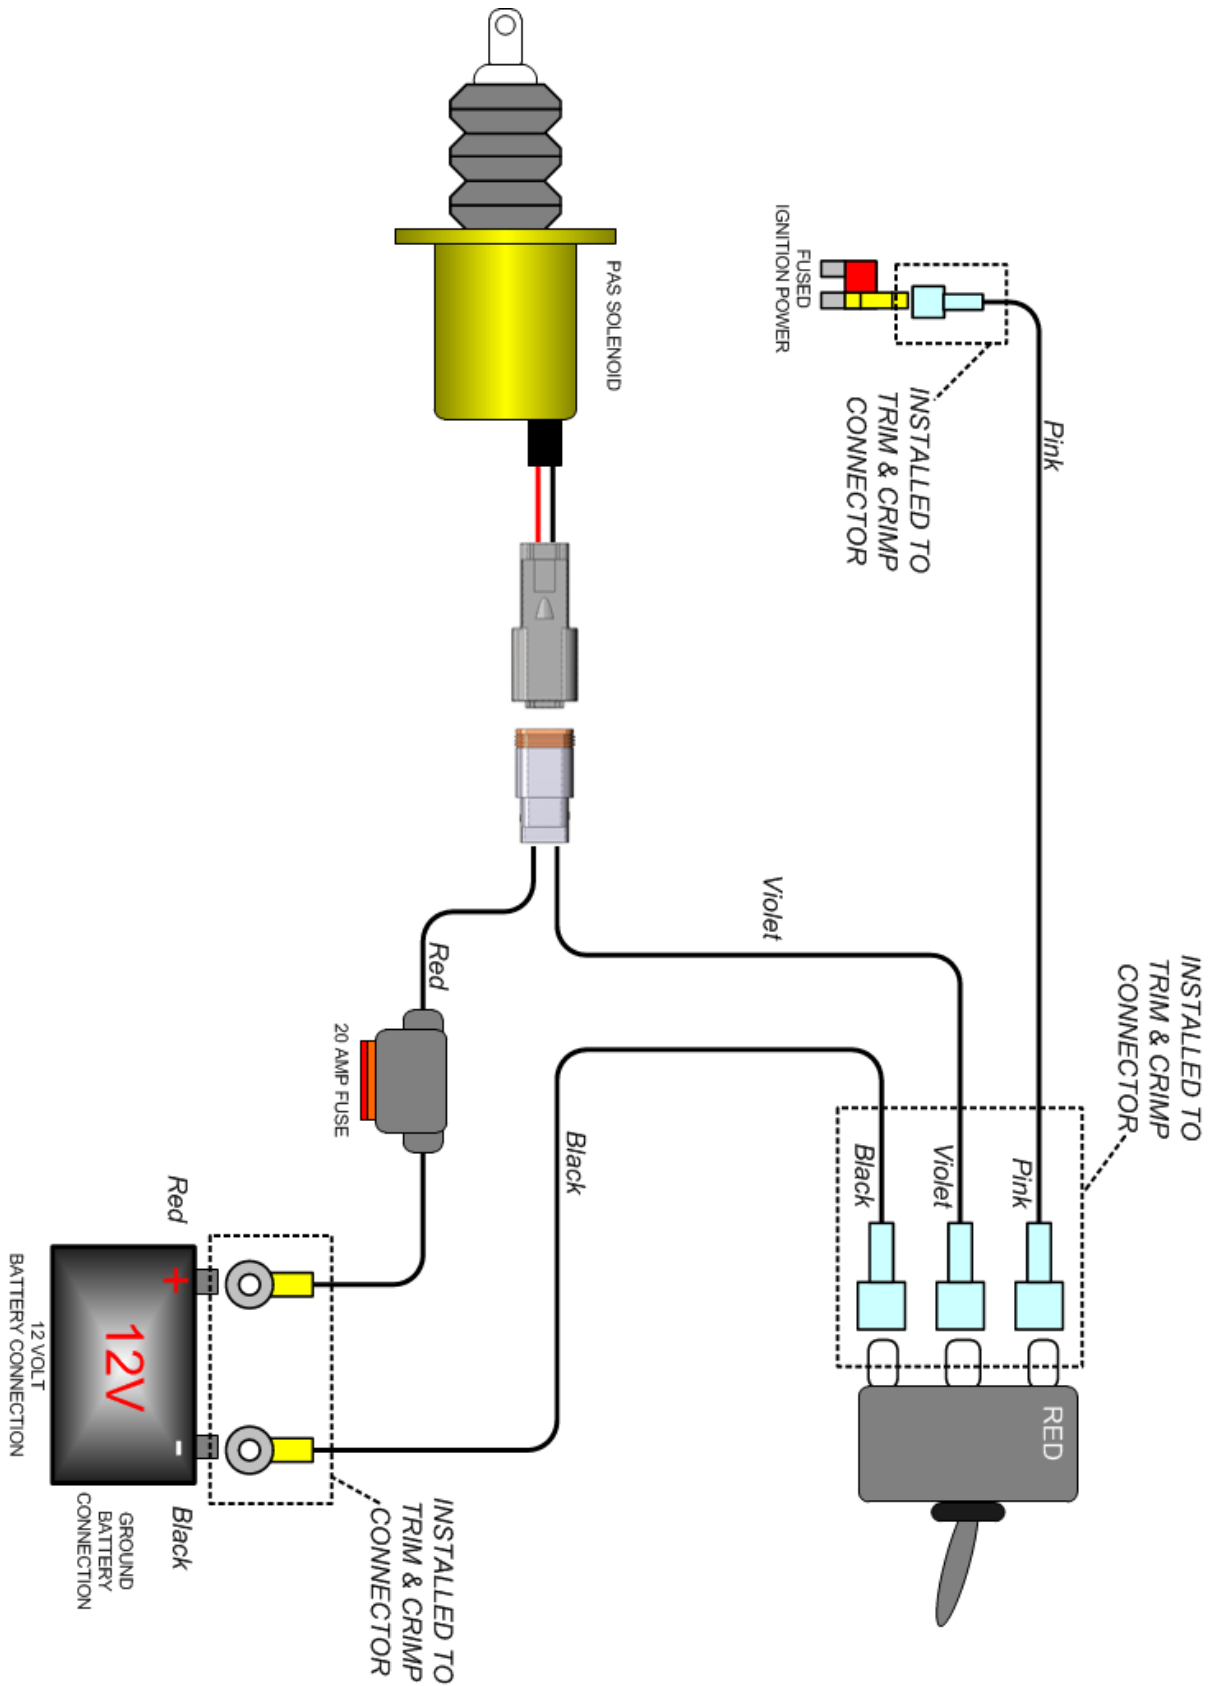 INSTALLED TO
TRIM & CRIMP
CONNECTOR
Pink
RED
Pink
Violet
Black
INSTALLED TO
TRIM & CRIMP
CONNECTOR
FUSED
IGNITION POWER
Violet
PAS SOLENOID
Black
Red
20 AMP FUSE
INSTALLED TO
TRIM & CRIMP
CONNECTOR
Red
Black
+ -
12V
GROUND
BATTERY
CONNECTION
12 VOLT
BATTERY CONNECTION